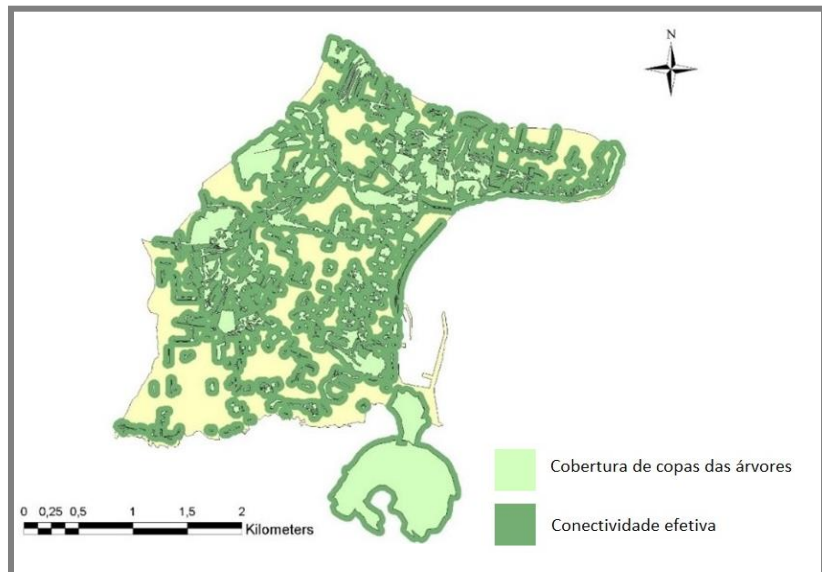 N
Cobertura de copas das árvores
Conectividade efetiva
0 0,25 0,5 1 1,5 2
Kilometers